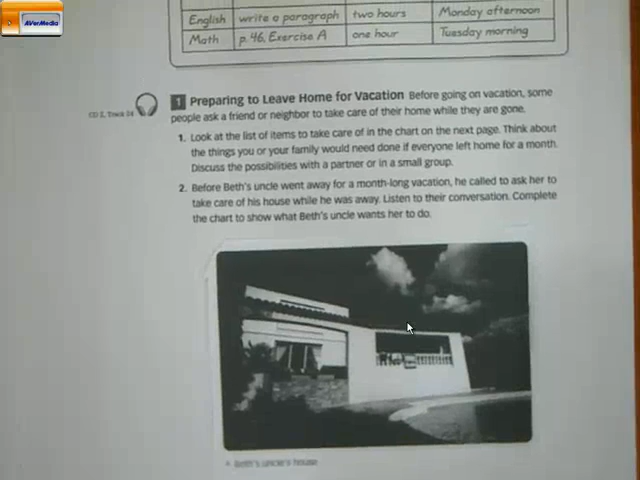 AVerMedia
English write a paragraph two hours Monday afternoon
Math p. 46, Exercise A one hour Tuesday morning
CD 2, Track 24
1 Preparing to Leave Home for Vacation Before going on vacation, some
people ask a friend or neighbor to take care of their home while they are gone.
1. Look at the list of items to take care of in the chart on the next page. Think about
the things you or your family would need done if everyone left home for a month.
Discuss the possibilities with a partner or in a small group.
2. Before Beth's uncle went away for a month-long vacation, he called to ask her to
take care of his house while he was away. Listen to their conversation. Complete
the chart to show what Beth's uncle wants her to do.
Beth's uncle's house